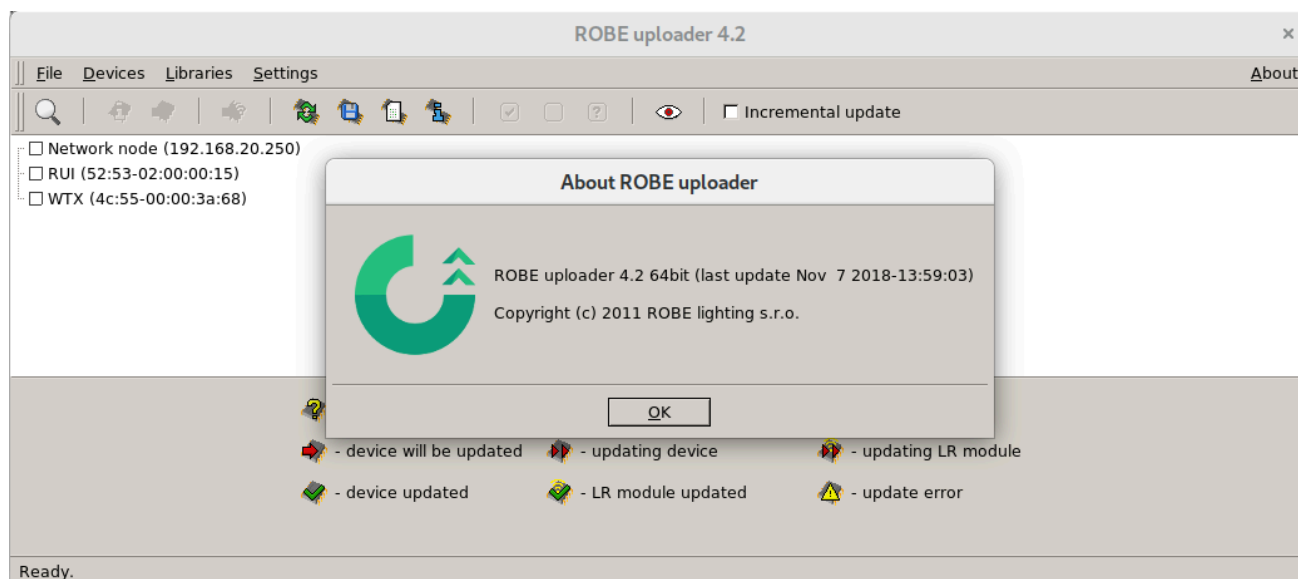 ROBE uploader 4.2
×
File Devices Libraries Settings About
Incremental update
Network node (192.168.20.250)
RUI (52:53-02:00:00:15)
WTX (4c:55-00:00:3a:68)
About ROBE uploader
ROBE uploader 4.2 64bit (last update Nov 7 2018-13:59:03)
Copyright (c) 2011 ROBE lighting s.r.o.
OK
- device will be updated - updating device - updating LR module
- device updated - LR module updated - update error
Ready.